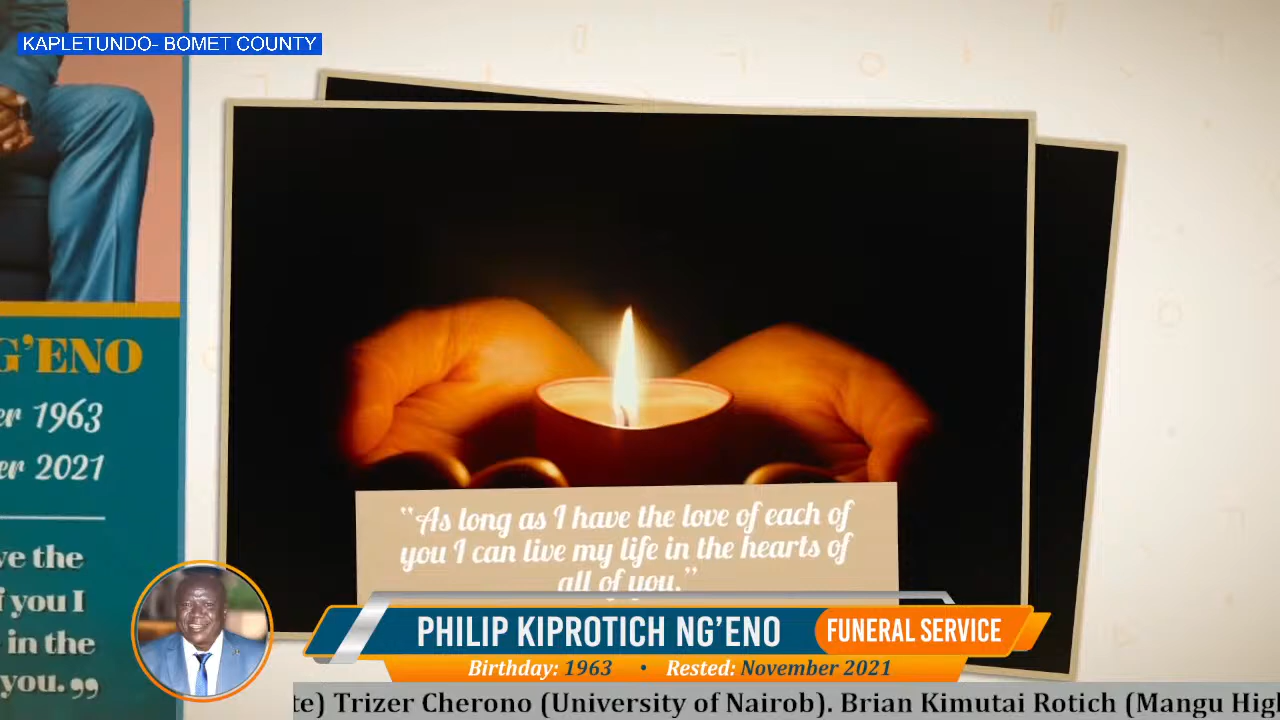 KAPLETUNDO- BOMET COUNTY
G'ENO
er 1963
er 2021
ve the
f you I
in the
you.”
“As long as I have the love of each of
you I can live my life in the hearts of
all of you.”
PHILIP KIPROTICH NG'ENO
FUNERAL SERVICE
Birthday: 1963 • Rested: November 2021
te) Trizer Cherono (University of Nairob). Brian Kimutai Rotich (Mangu High